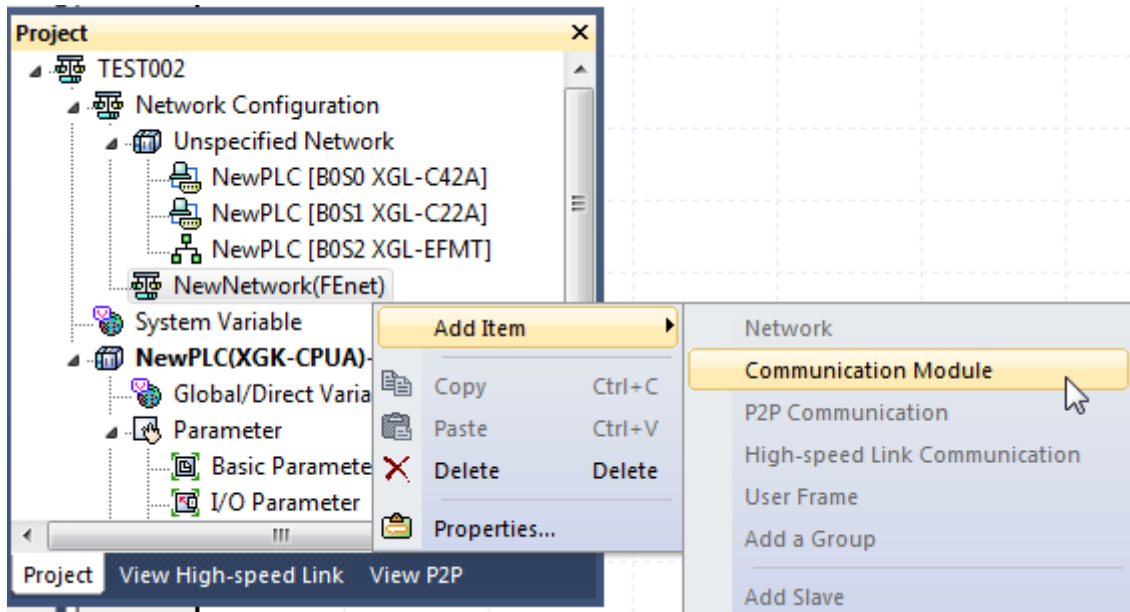 Project
TEST002
Network Configuration
Unspecified Network
NewPLC [B0S0 XGL-C42A]
NewPLC [B0S1 XGL-C22A]
NewPLC [B0S2 XGL-EFMT]
NewNetwork(FEnet)
System Variable
NewPLC(XGK-CPUA)-
Global/Direct Varia
Parameter
Basic Paramete
I/O Parameter
Project View High-speed Link View P2P
Add Item
Copy Ctrl+C
Paste Ctrl+V
Delete Delete
Properties...
Network
Communication Module
P2P Communication
High-speed Link Communication
User Frame
Add a Group
Add Slave